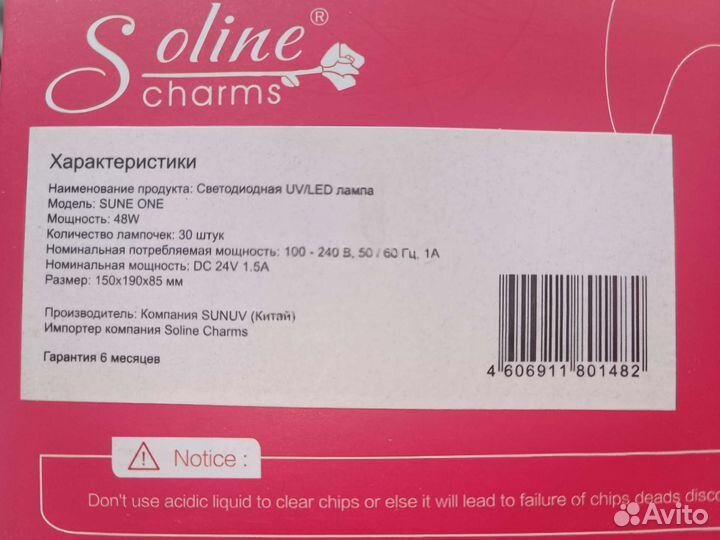 Soline®
charms
Характеристики
Наименование продукта: Светодиодная UV/LED лампа
Модель: SUNE ONE
Мощность: 48W
Количество лампочек: 30 штук
Номинальная потребляемая мощность: 100 - 240 В, 50 / 60 Гц, 1А
Номинальная мощность: DC 24V 1.5A
Размер: 150х190х85 мм
Производитель: Компания SUNUV (Китай)
Импортер компания Soline Charms
Гарантия 6 месяцев
4 606911 801482
Notice :
Don't use acidic liquid to clear chips or else it will lead to failure of chips,deads disco
Avito